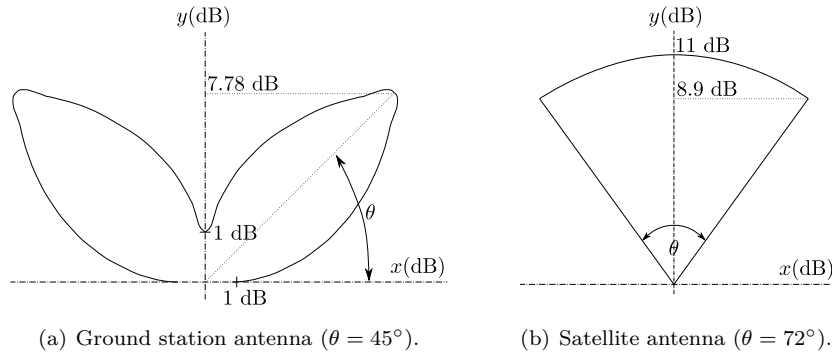 y(dB)
7.78 dB
θ
1 dB
x(dB)
1 dB
(a) Ground station antenna (θ = 45°).
y(dB)
11 dB
8.9 dB
θ
x(dB)
(b) Satellite antenna (θ = 72°).